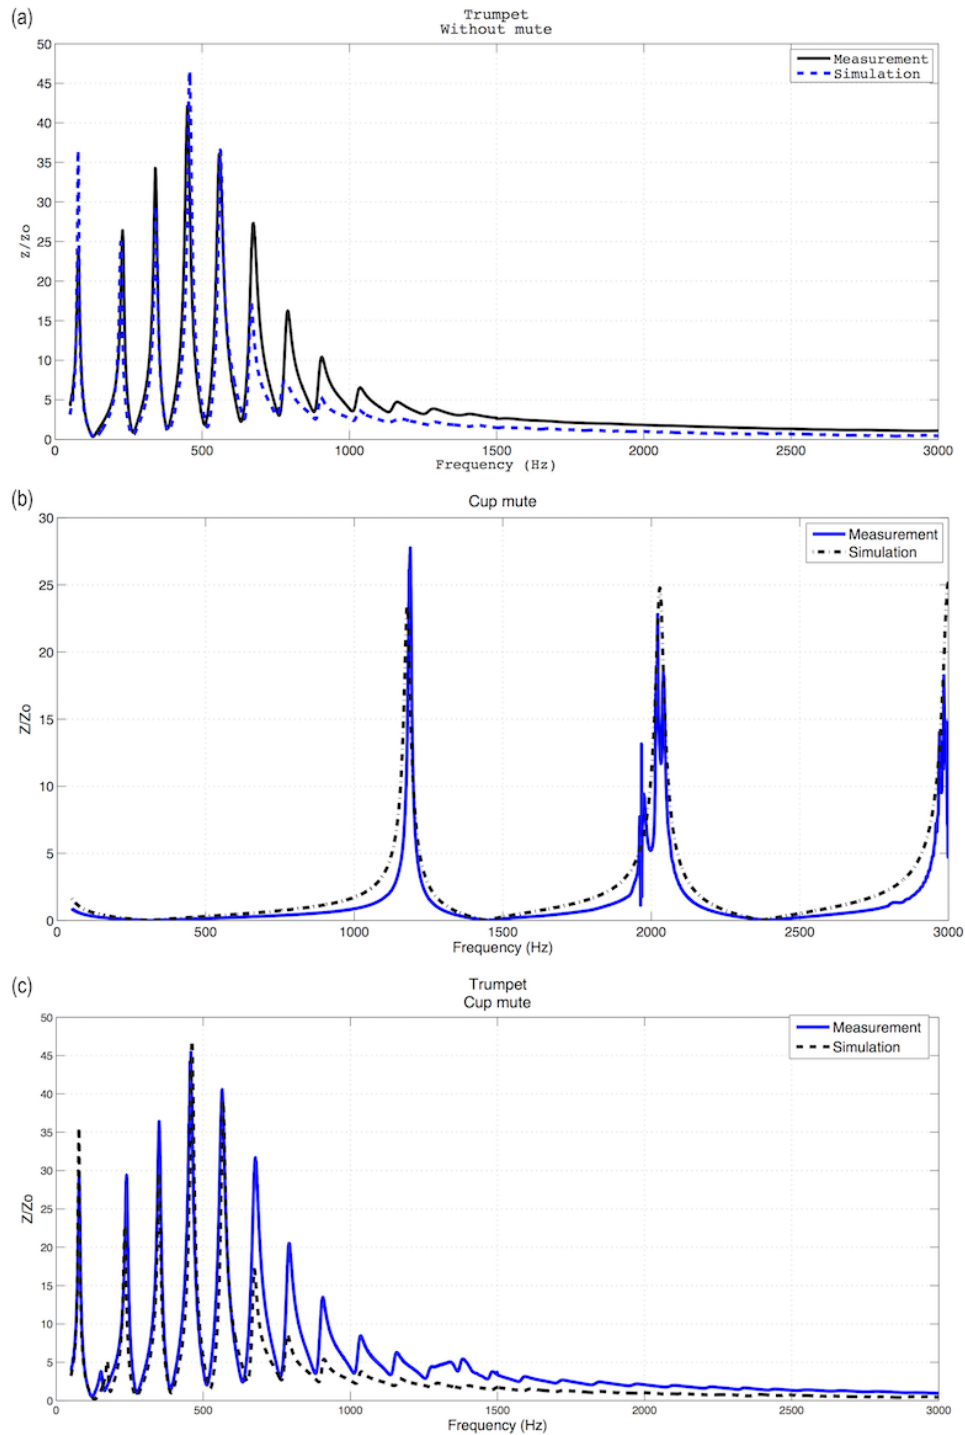 (a)
Trumpet
Without mute
50
45
40
35
30
25
20
15
10
5
0
Z/Zo
Measurement
Simulation
0
500
1000
1500
2000
2500
3000
Frequency (Hz)
(b)
Cup mute
30
25
20
15
10
5
0
Z/Zo
Measurement
Simulation
0
500
1000
1500
2000
2500
3000
Frequency (Hz)
(c)
Trumpet
Cup mute
50
45
40
35
30
25
20
15
10
5
0
Z/Zo
Measurement
Simulation
0
500
1000
1500
2000
2500
3000
Frequency (Hz)